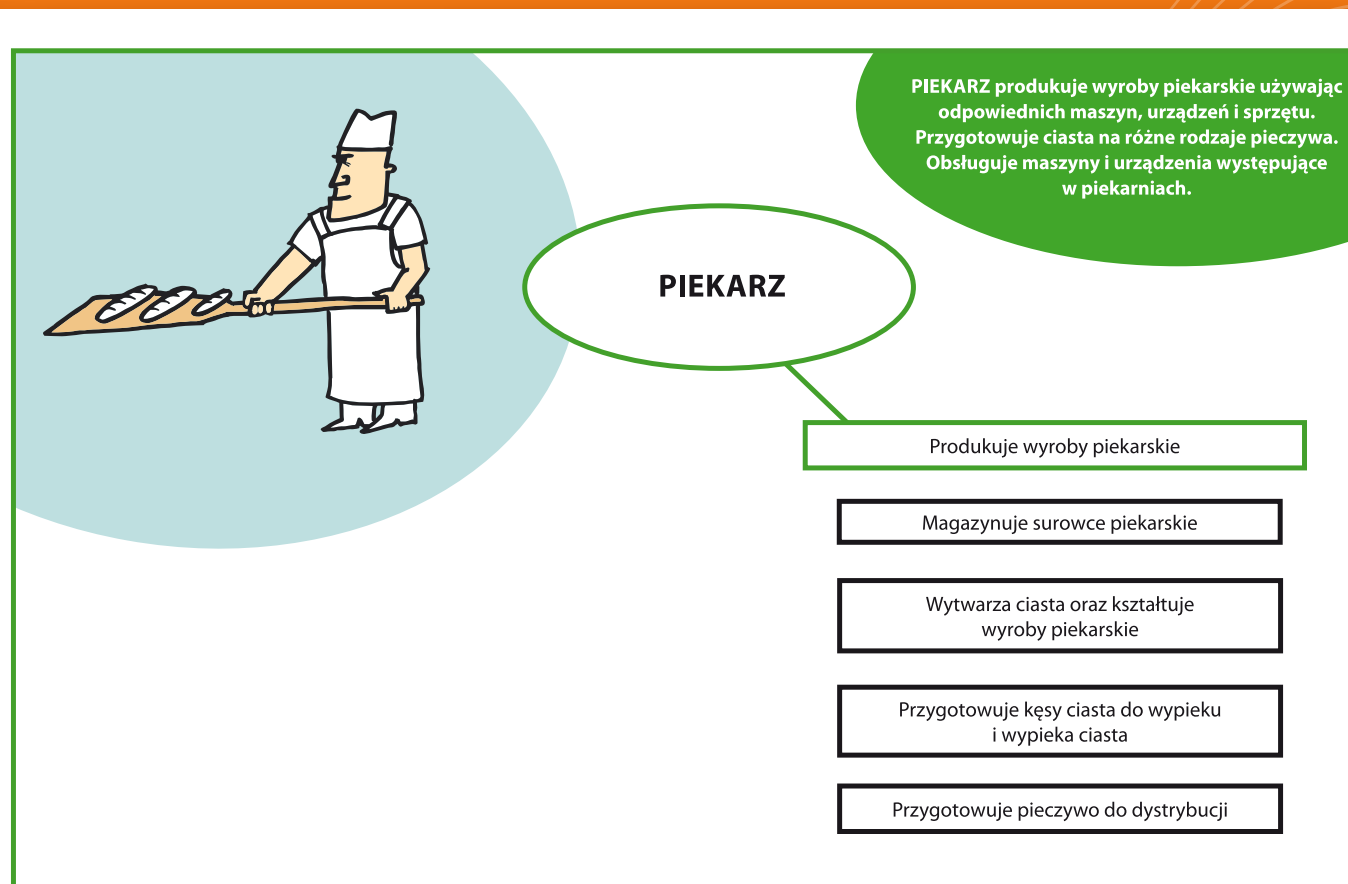 PIEKARZ produkuje wyroby piekarskie używając
odpowiednich maszyn, urządzeń i sprzętu.
Przygotowuje ciasta na różne rodzaje pieczywa.
Obsługuje maszyny i urządzenia występujące
w piekarniach.
PIEKARZ
Produkuje wyroby piekarskie
Magazynuje surowce piekarskie
Wytwarza ciasta oraz kształtuje
wyroby piekarskie
Przygotowuje kęsy ciasta do wypieku
i wypieka ciasta
Przygotowuje pieczywo do dystrybucji